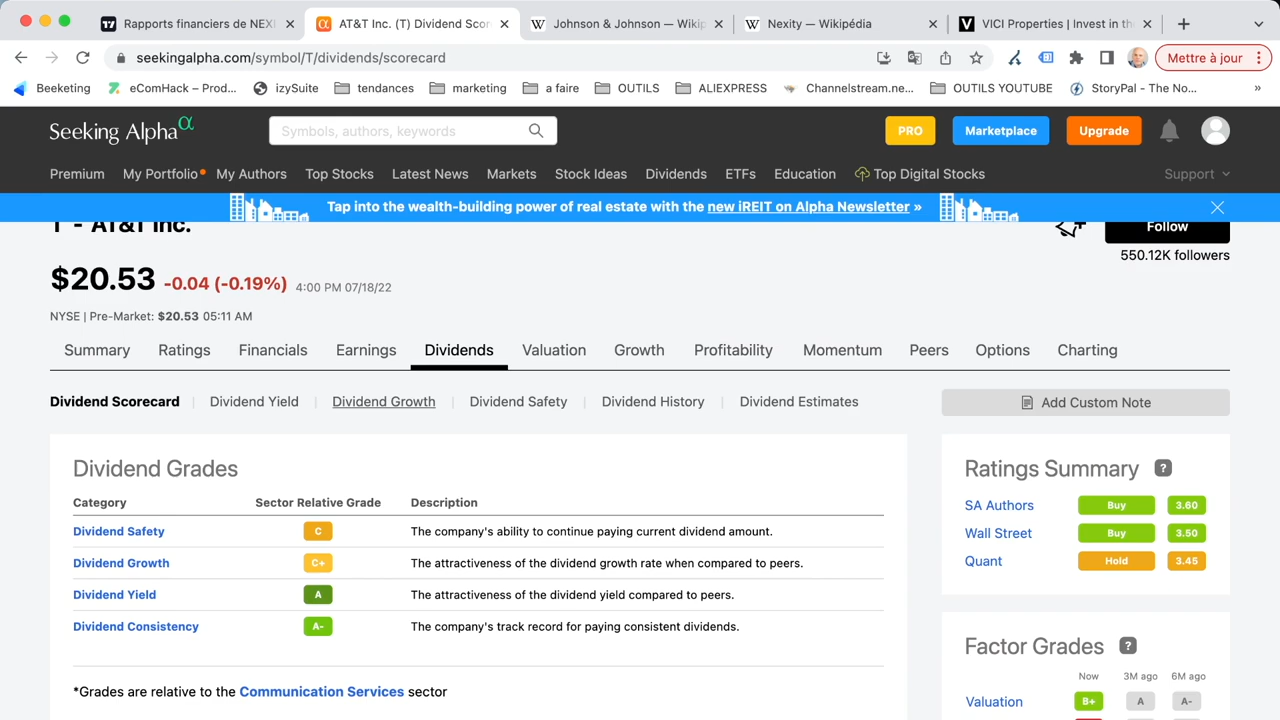 Rapports financiers de NEXI
AT&T Inc. (T) Dividend Scor
Johnson & Johnson — Wikip
Nexity — Wikipédia
VICI Properties | Invest in the
seekingalpha.com/symbol/T/dividends/scorecard
Mettre à jour
Beeketing
eComHack – Prod...
izySuite
tendances
marketing
a faire
OUTILS
ALIEXPRESS
Channelstream.ne...
OUTILS YOUTUBE
StoryPal - The No...
»
Seeking Alpha α
Symbols, authors, keywords
PRO
Marketplace
Upgrade
Premium
My Portfolio
My Authors
Top Stocks
Latest News
Markets
Stock Ideas
Dividends
ETFs
Education
Top Digital Stocks
Support
Tap into the wealth-building power of real estate with the new iREIT on Alpha Newsletter »
T - AT&T Inc.
Follow
550.12K followers
$20.53 -0.04 (-0.19%) 4:00 PM 07/18/22
NYSE | Pre-Market: $20.53 05:11 AM
Summary
Ratings
Financials
Earnings
Dividends
Valuation
Growth
Profitability
Momentum
Peers
Options
Charting
Dividend Scorecard | Dividend Yield | Dividend Growth | Dividend Safety | Dividend History | Dividend Estimates
Add Custom Note
Dividend Grades
Category Sector Relative Grade Description
Dividend Safety C The company's ability to continue paying current dividend amount.
Dividend Growth C+ The attractiveness of the dividend growth rate when compared to peers.
Dividend Yield A The attractiveness of the dividend yield compared to peers.
Dividend Consistency A- The company's track record for paying consistent dividends.
*Grades are relative to the Communication Services sector
Ratings Summary ?
SA Authors Buy 3.60
Wall Street Buy 3.50
Quant Hold 3.45
Factor Grades ?
Now 3M ago 6M ago
Valuation B+ A A-